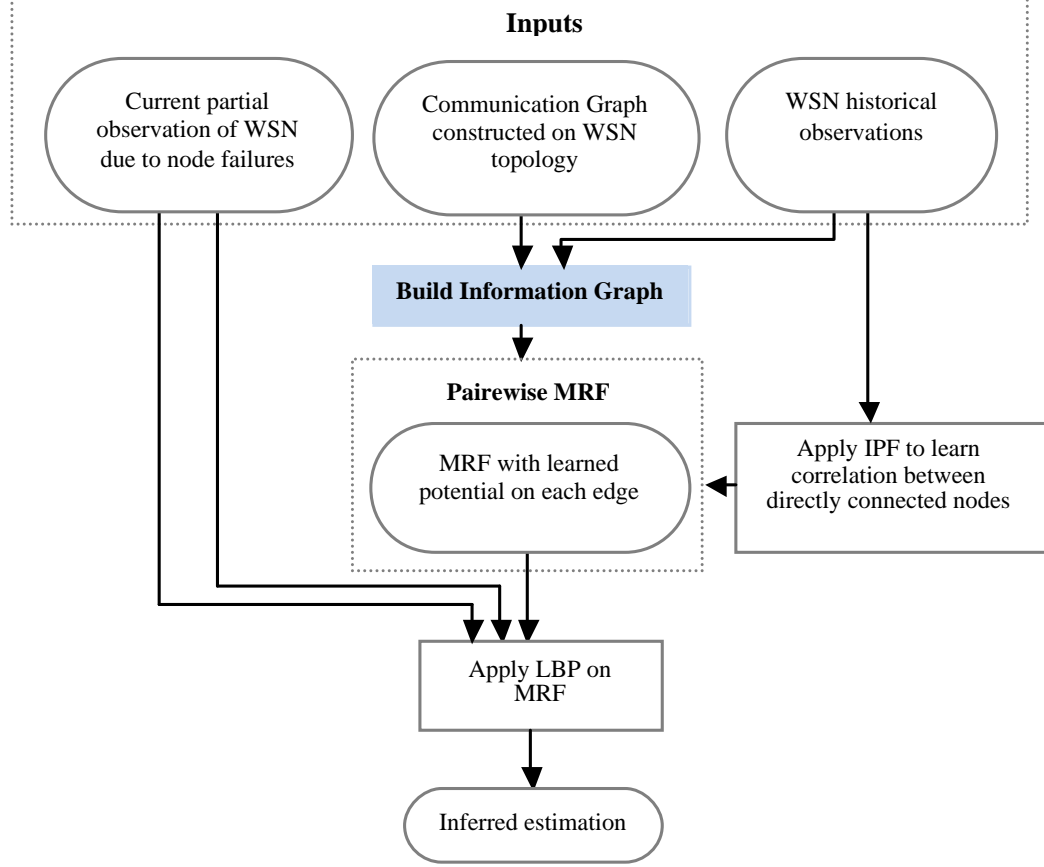 Inputs
Current partial
observation of WSN
due to node failures
Communication Graph
constructed on WSN
topology
WSN historical
observations
Build Information Graph
Pairewise MRF
MRF with learned
potential on each edge
Apply IPF to learn
correlation between
directly connected nodes
Apply LBP on
MRF
Inferred estimation